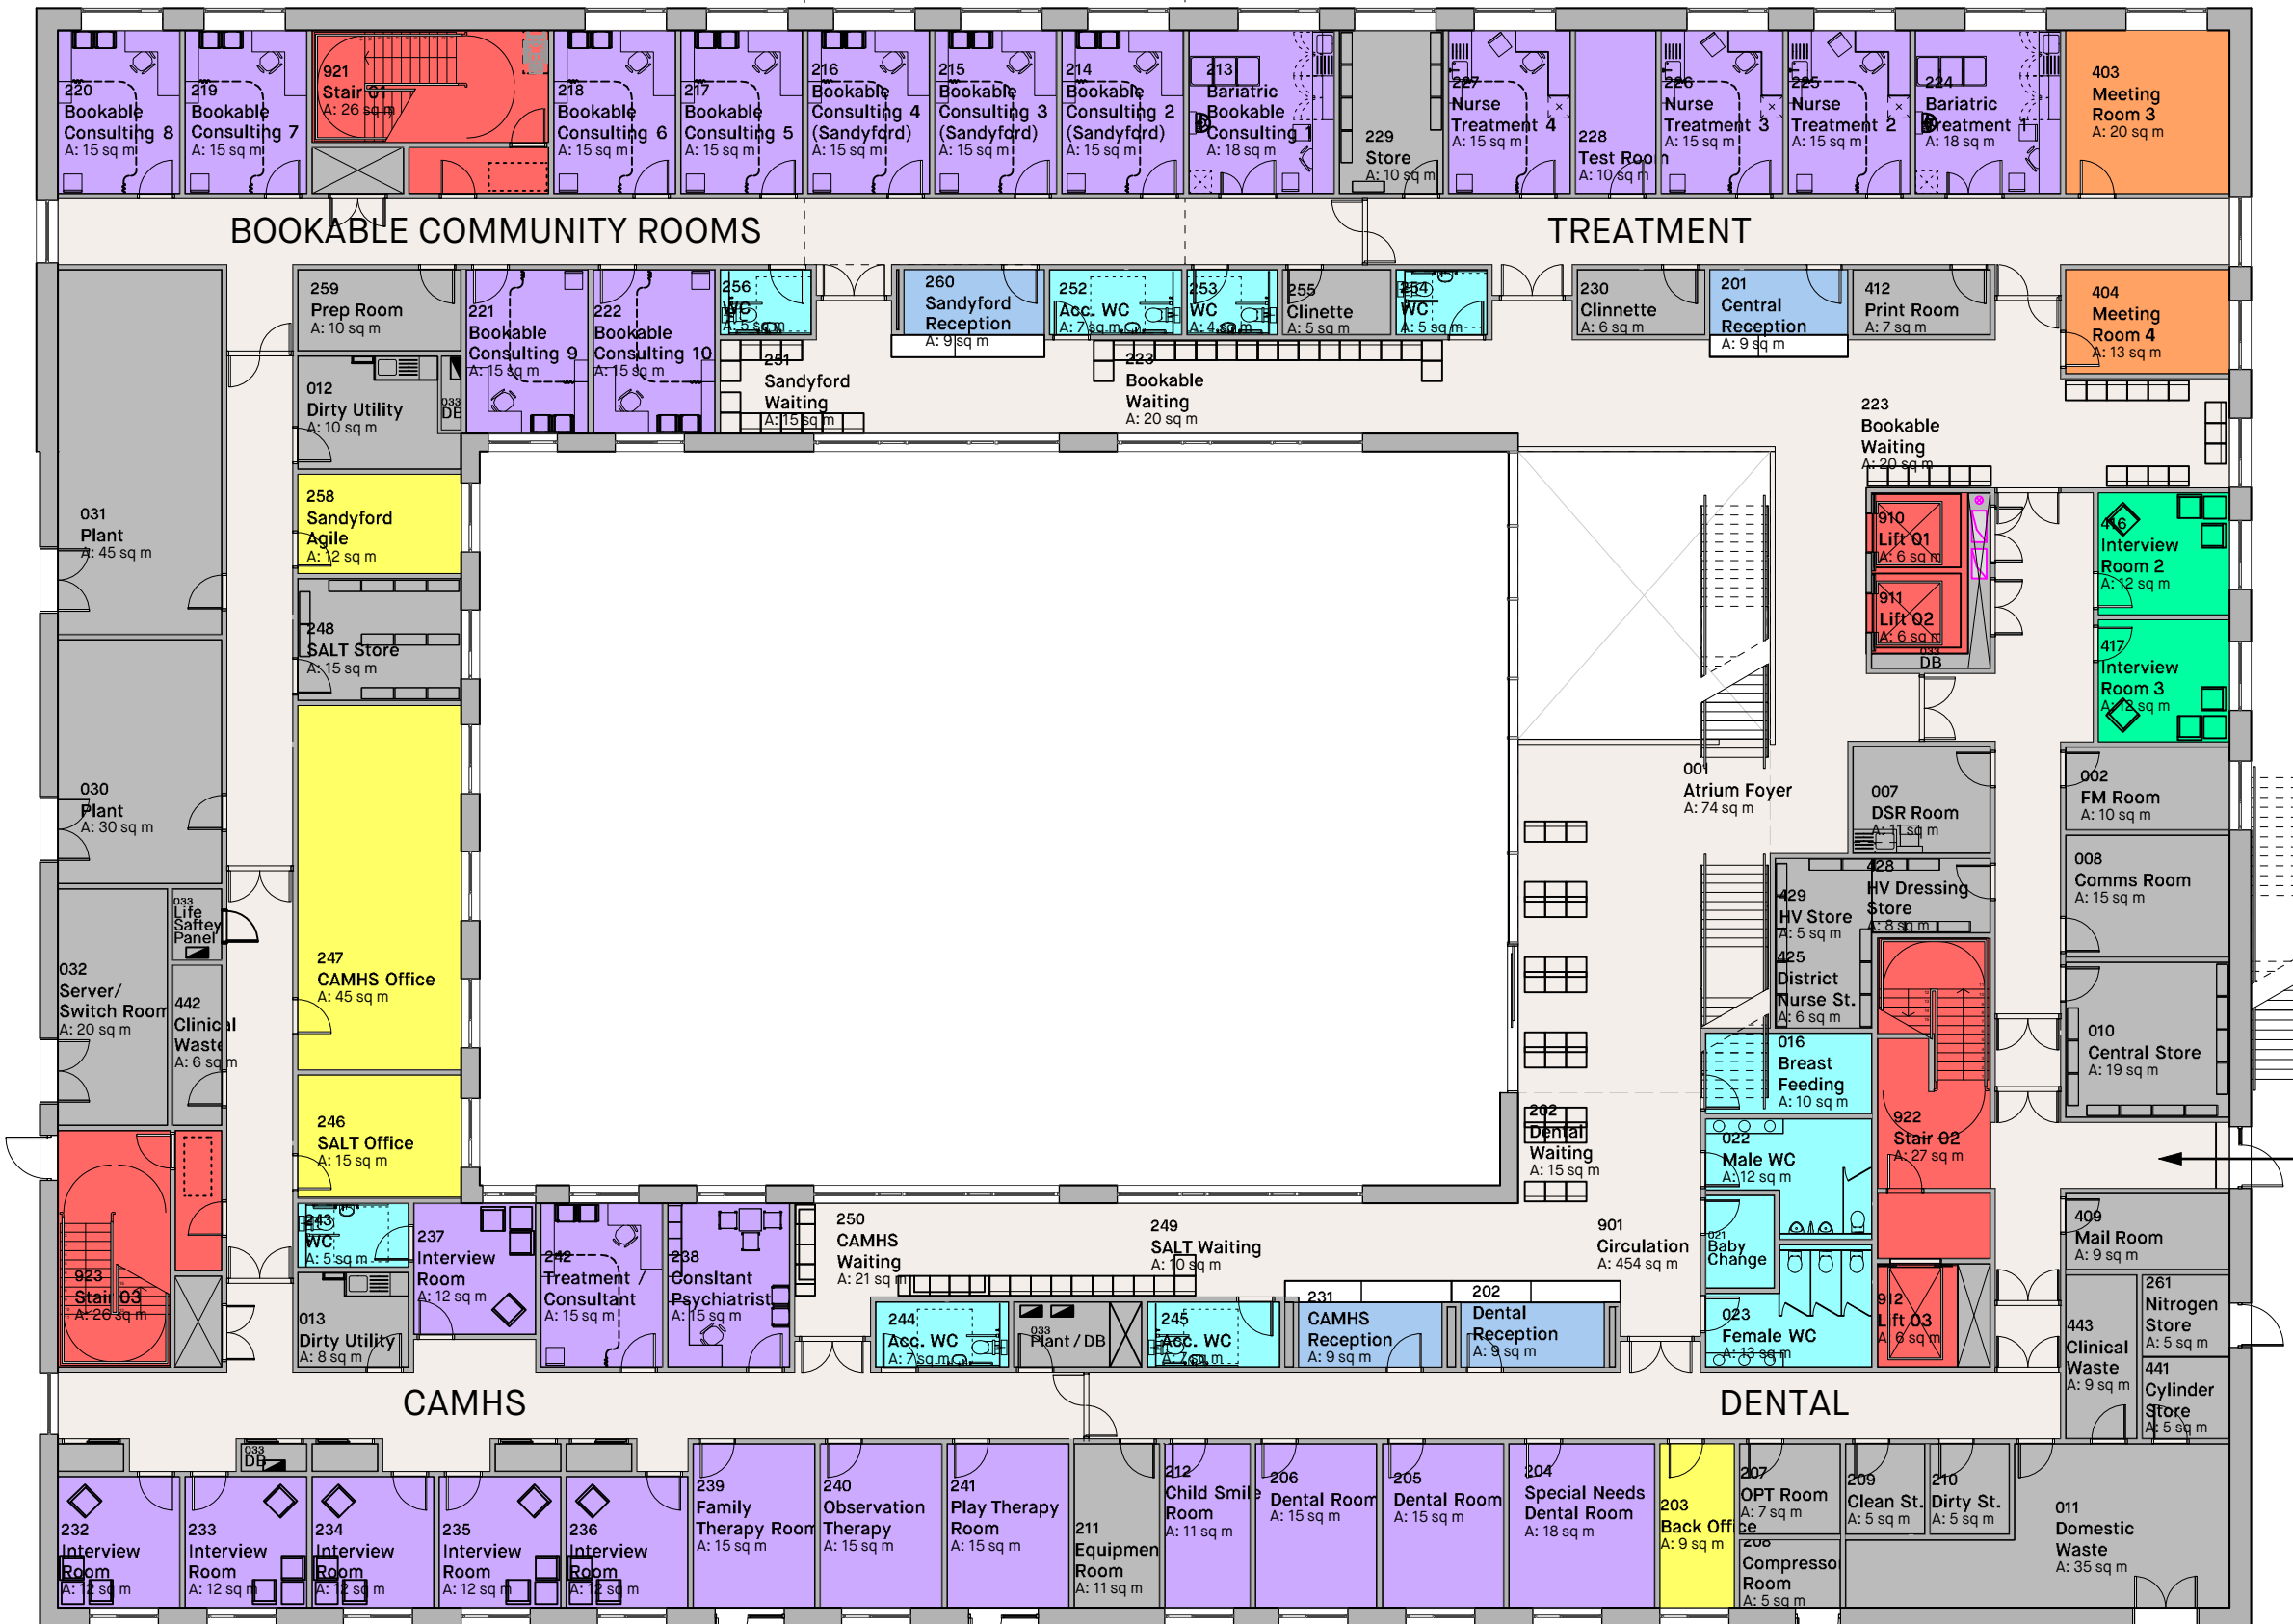 220
Bookable
Consulting 8
A: 15 sq m
219
Bookable
Consulting 7
A: 15 sq m
921
Stair 01
A: 26 sq m
218
Bookable
Consulting 6
A: 15 sq m
217
Bookable
Consulting 5
A: 15 sq m
216
Bookable
Consulting 4
(Sandyford)
A: 15 sq m
215
Bookable
Consulting 3
(Sandyford)
A: 15 sq m
214
Bookable
Consulting 2
(Sandyford)
A: 15 sq m
213
Bariatric
Bookable
Consulting 1
A: 18 sq m
229
Store
A: 10 sq m
227
Nurse
Treatment 4
A: 15 sq m
228
Test Room
A: 10 sq m
226
Nurse
Treatment 3
A: 15 sq m
225
Nurse
Treatment 2
A: 15 sq m
224
Bariatric
Treatment 1
A: 18 sq m
403
Meeting
Room 3
A: 20 sq m
BOOKABLE COMMUNITY ROOMS
TREATMENT
259
Prep Room
A: 10 sq m
221
Bookable
Consulting 9
A: 15 sq m
222
Bookable
Consulting 10
A: 15 sq m
256
WC
A: 5 sq m
260
Sandyford
Reception
A: 9 sq m
252
Acc. WC
A: 7 sq m
253
WC
A: 4 sq m
255
Clinette
A: 5 sq m
254
WC
A: 5 sq m
230
Clinnette
A: 6 sq m
201
Central
Reception
A: 9 sq m
412
Print Room
A: 7 sq m
404
Meeting
Room 4
A: 13 sq m
012
Dirty Utility
A: 10 sq m
033
DB
251
Sandyford
Waiting
A: 15 sq m
223
Bookable
Waiting
A: 20 sq m
223
Bookable
Waiting
A: 20 sq m
031
Plant
A: 45 sq m
258
Sandyford
Agile
A: 12 sq m
248
SALT Store
A: 15 sq m
910
Lift 01
A: 6 sq m
911
Lift 02
A: 6 sq m
033
DB
416
Interview
Room 2
A: 12 sq m
417
Interview
Room 3
A: 12 sq m
030
Plant
A: 30 sq m
001
Atrium Foyer
A: 74 sq m
007
DSR Room
A: 11 sq m
002
FM Room
A: 10 sq m
008
Comms Room
A: 15 sq m
428
HV Dressing
Store
A: 8 sq m
429
HV Store
A: 5 sq m
425
District
Nurse St.
A: 6 sq m
033
Life
Saftey
Panel
032
Server/
Switch Room
A: 20 sq m
442
Clinical
Waste
A: 6 sq m
247
CAMHS Office
A: 45 sq m
010
Central Store
A: 19 sq m
016
Breast
Feeding
A: 10 sq m
246
SALT Office
A: 15 sq m
202
Dental
Waiting
A: 15 sq m
022
Male WC
A: 12 sq m
922
Stair 02
A: 27 sq m
923
Stair 03
A: 26 sq m
243
WC
A: 5 sq m
237
Interview
Room
A: 12 sq m
242
Treatment /
Consultant
A: 15 sq m
238
Consltant
Psychiatrist
A: 15 sq m
250
CAMHS
Waiting
A: 21 sq m
249
SALT Waiting
A: 10 sq m
901
Circulation
A: 454 sq m
021
Baby
Change
409
Mail Room
A: 9 sq m
013
Dirty Utility
A: 8 sq m
244
Acc. WC
A: 7 sq m
033
Plant / DB
245
Acc. WC
A: 7 sq m
231
CAMHS
Reception
A: 9 sq m
202
Dental
Reception
A: 9 sq m
023
Female WC
A: 13 sq m
912
Lift 03
A: 6 sq m
443
Clinical
Waste
A: 9 sq m
261
Nitrogen
Store
A: 5 sq m
441
Cylinder
Store
A: 5 sq m
CAMHS
DENTAL
033
DB
232
Interview
Room
A: 12 sq m
233
Interview
Room
A: 12 sq m
234
Interview
Room
A: 12 sq m
235
Interview
Room
A: 12 sq m
236
Interview
Room
A: 12 sq m
239
Family
Therapy Room
A: 15 sq m
240
Observation
Therapy
A: 15 sq m
241
Play Therapy
Room
A: 15 sq m
211
Equipmen
Room
A: 11 sq m
212
Child Smile
Room
A: 11 sq m
206
Dental Room
A: 15 sq m
205
Dental Room
A: 15 sq m
204
Special Needs
Dental Room
A: 18 sq m
203
Back Office
A: 9 sq m
207
OPT Room
A: 7 sq m
208
Compressor
Room
A: 5 sq m
209
Clean St.
A: 5 sq m
210
Dirty St.
A: 5 sq m
011
Domestic
Waste
A: 35 sq m